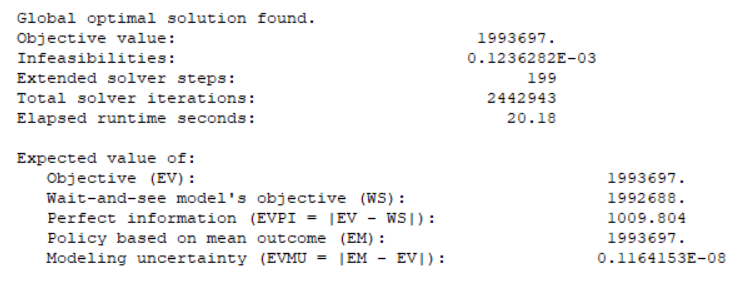 Global optimal solution found.
Objective value: 1993697.
Infeasibilities: 0.1236282E-03
Extended solver steps: 199
Total solver iterations: 2442943
Elapsed runtime seconds: 20.18
Expected value of:
Objective (EV): 1993697.
Wait-and-see model's objective (WS): 1992688.
Perfect information (EVPI = |EV - WS|): 1009.804
Policy based on mean outcome (EM): 1993697.
Modeling uncertainty (EVMU = |EM - EV|): 0.1164153E-08